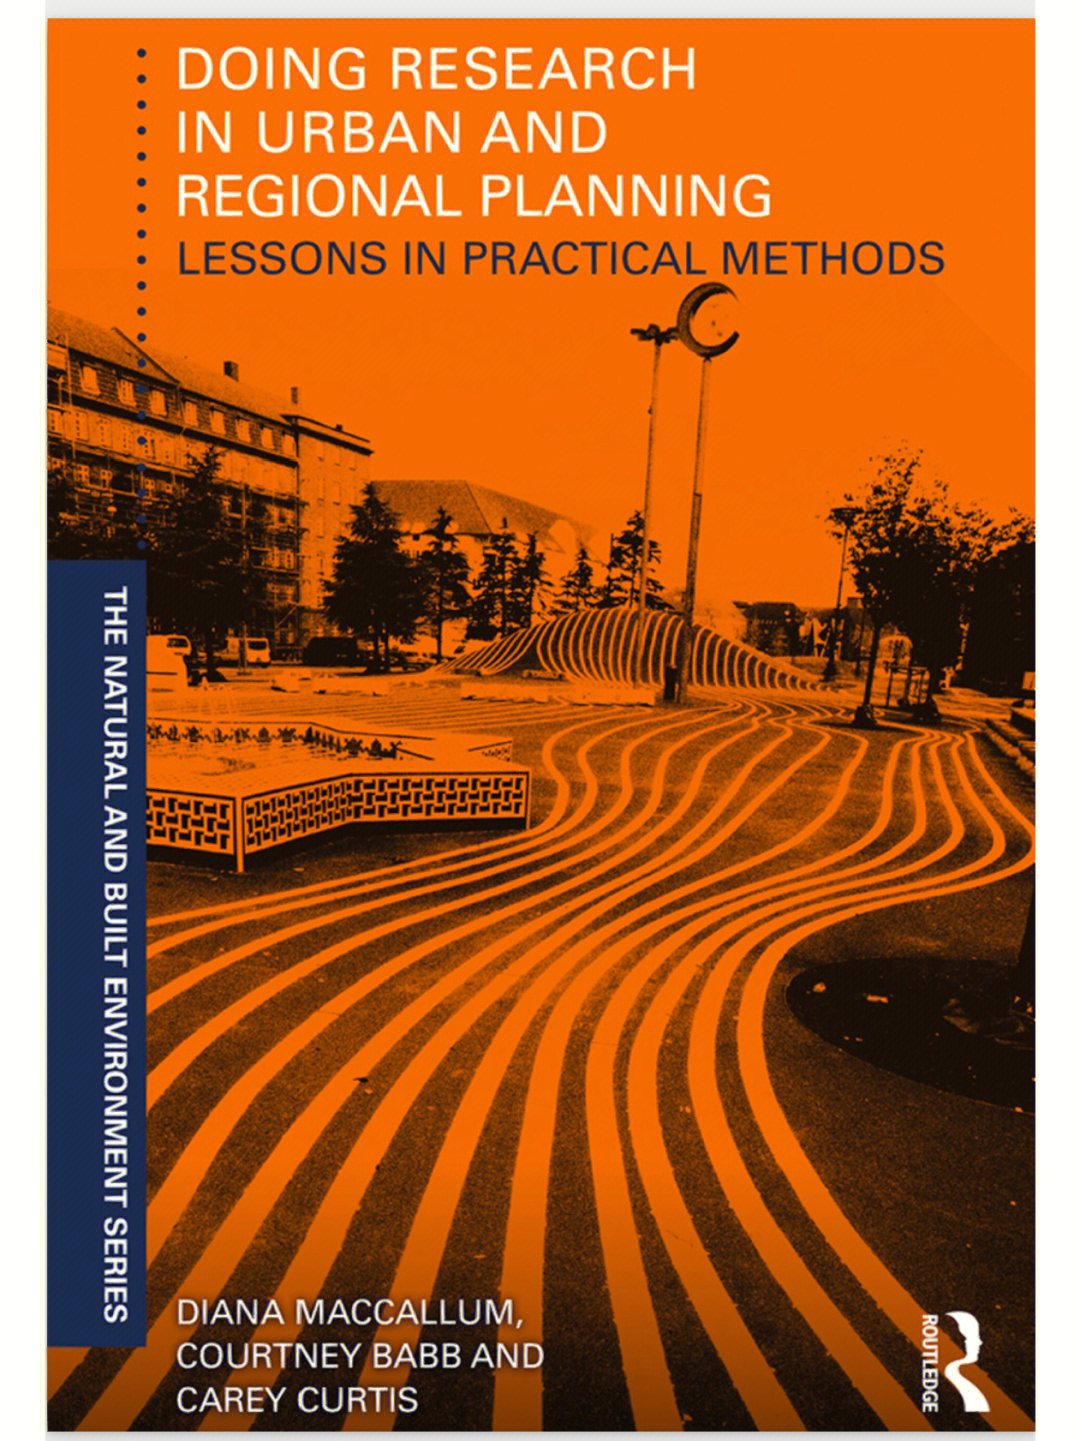 DOING RESEARCH
IN URBAN AND
REGIONAL PLANNING
LESSONS IN PRACTICAL METHODS
THE NATURAL AND BUILT ENVIRONMENT SERIES
DIANA MACCALLUM,
COURTNEY BABB AND
CAREY CURTIS
ROUTLEDGE